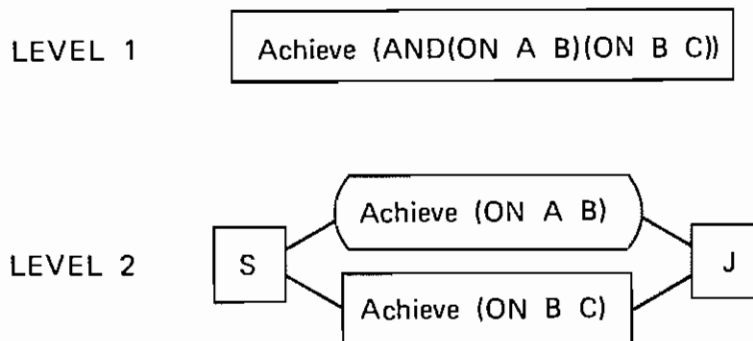 LEVEL 1
Achieve (AND(ON A B)(ON B C))
Achieve (ON A B)
LEVEL 2
S
J
Achieve (ON B C)